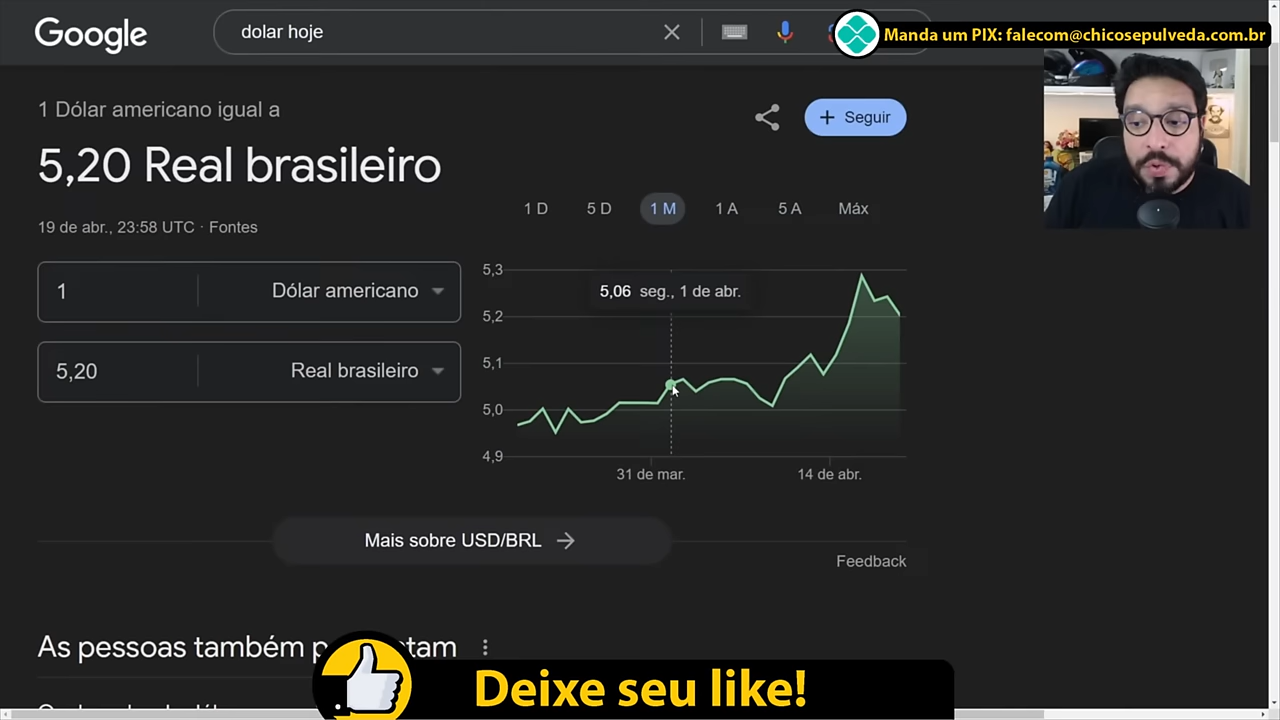 Google
dolar hoje
Manda um PIX: falecom@chicosepulveda.com.br
1 Dólar americano igual a
Seguir
5,20 Real brasileiro
19 de abr., 23:58 UTC · Fontes
1 D 5 D 1 M 1 A 5 A Máx
1 Dólar americano
5,20 Real brasileiro
5,3
5,06 seg., 1 de abr.
5,2
5,1
5,0
4,9
31 de mar. 14 de abr.
Mais sobre USD/BRL
Feedback
As pessoas também
Deixe seu like!